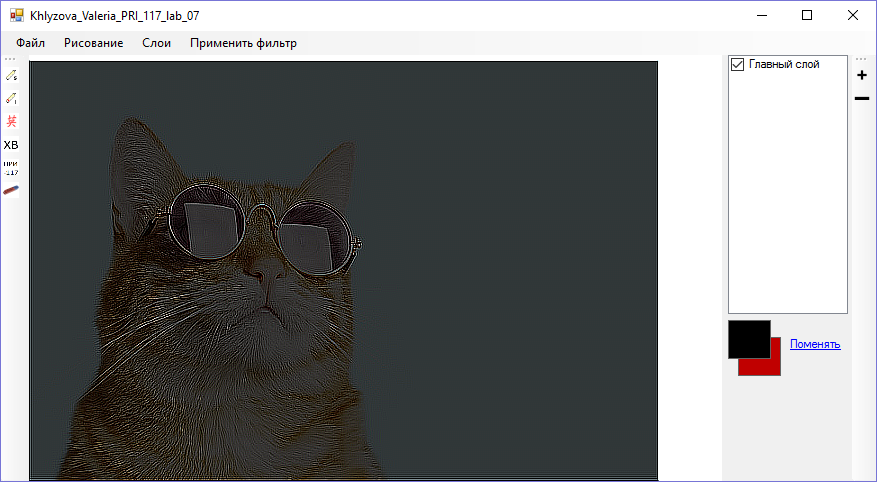 Khlyzova_Valeria_PRI_117_lab_07
Файл Рисование Слои Применить фильтр
Главный слой
ХВ
ПРИ
-117
Поменять